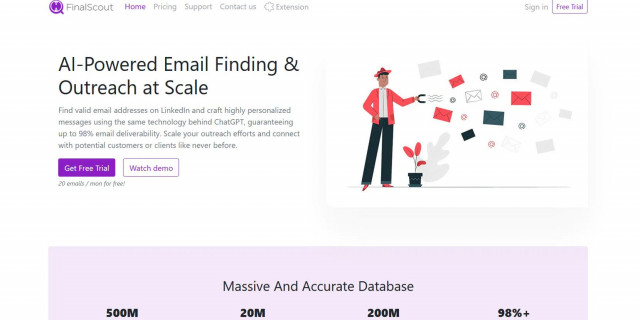 FinalScout Home Pricing Support Contact us Extension Sign in Free Trial
AI-Powered Email Finding &
Outreach at Scale
Find valid email addresses on LinkedIn and craft highly personalized
messages using the same technology behind ChatGPT, guaranteeing
up to 98% email deliverability. Scale your outreach efforts and connect
with potential customers or clients like never before.
Get Free Trial Watch demo
20 emails / mon for free!
Massive And Accurate Database
500M 20M 200M 98%+